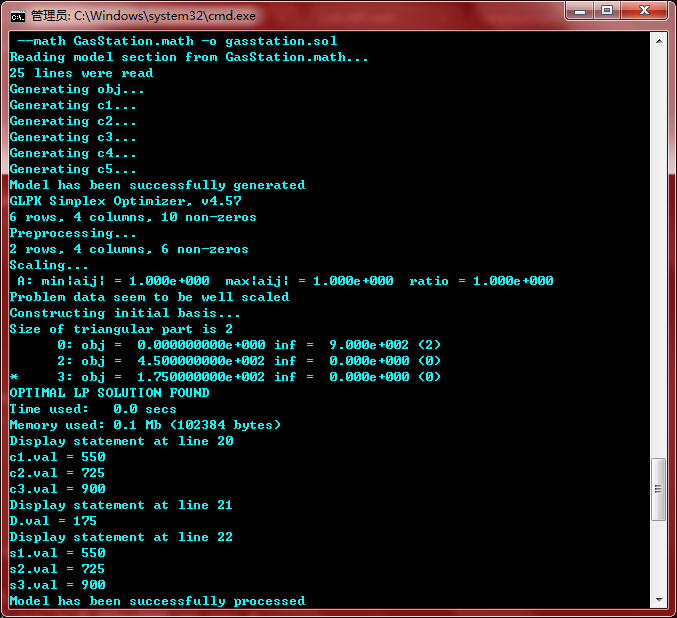 管理员: C:\Windows\system32\cmd.exe
--math GasStation.math -o gasstation.sol
Reading model section from GasStation.math...
25 lines were read
Generating obj...
Generating c1...
Generating c2...
Generating c3...
Generating c4...
Generating c5...
Model has been successfully generated
GLPK Simplex Optimizer, v4.57
6 rows, 4 columns, 10 non-zeros
Preprocessing...
2 rows, 4 columns, 6 non-zeros
Scaling...
 A: min|aij| = 1.000e+000  max|aij| = 1.000e+000  ratio = 1.000e+000
Problem data seem to be well scaled
Constructing initial basis...
Size of triangular part is 2
      0: obj =  0.000000000e+000 inf =  9.000e+002 (2)
      2: obj =  4.500000000e+002 inf =  0.000e+000 (0)
*     3: obj =  1.750000000e+002 inf =  0.000e+000 (0)
OPTIMAL LP SOLUTION FOUND
Time used:   0.0 secs
Memory used: 0.1 Mb (102384 bytes)
Display statement at line 20
c1.val = 550
c2.val = 725
c3.val = 900
Display statement at line 21
D.val = 175
Display statement at line 22
s1.val = 550
s2.val = 725
s3.val = 900
Model has been successfully processed